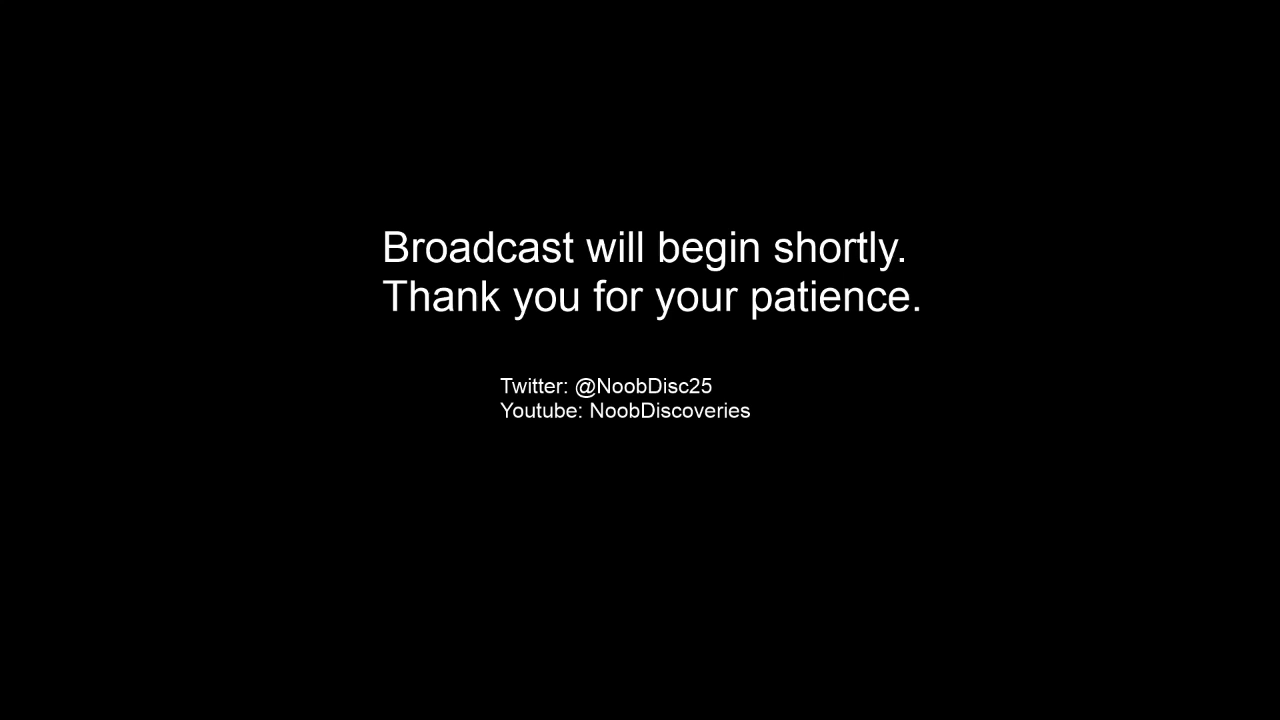 Broadcast will begin shortly.
Thank you for your patience.
Twitter: @NoobDisc25
Youtube: NoobDiscoveries